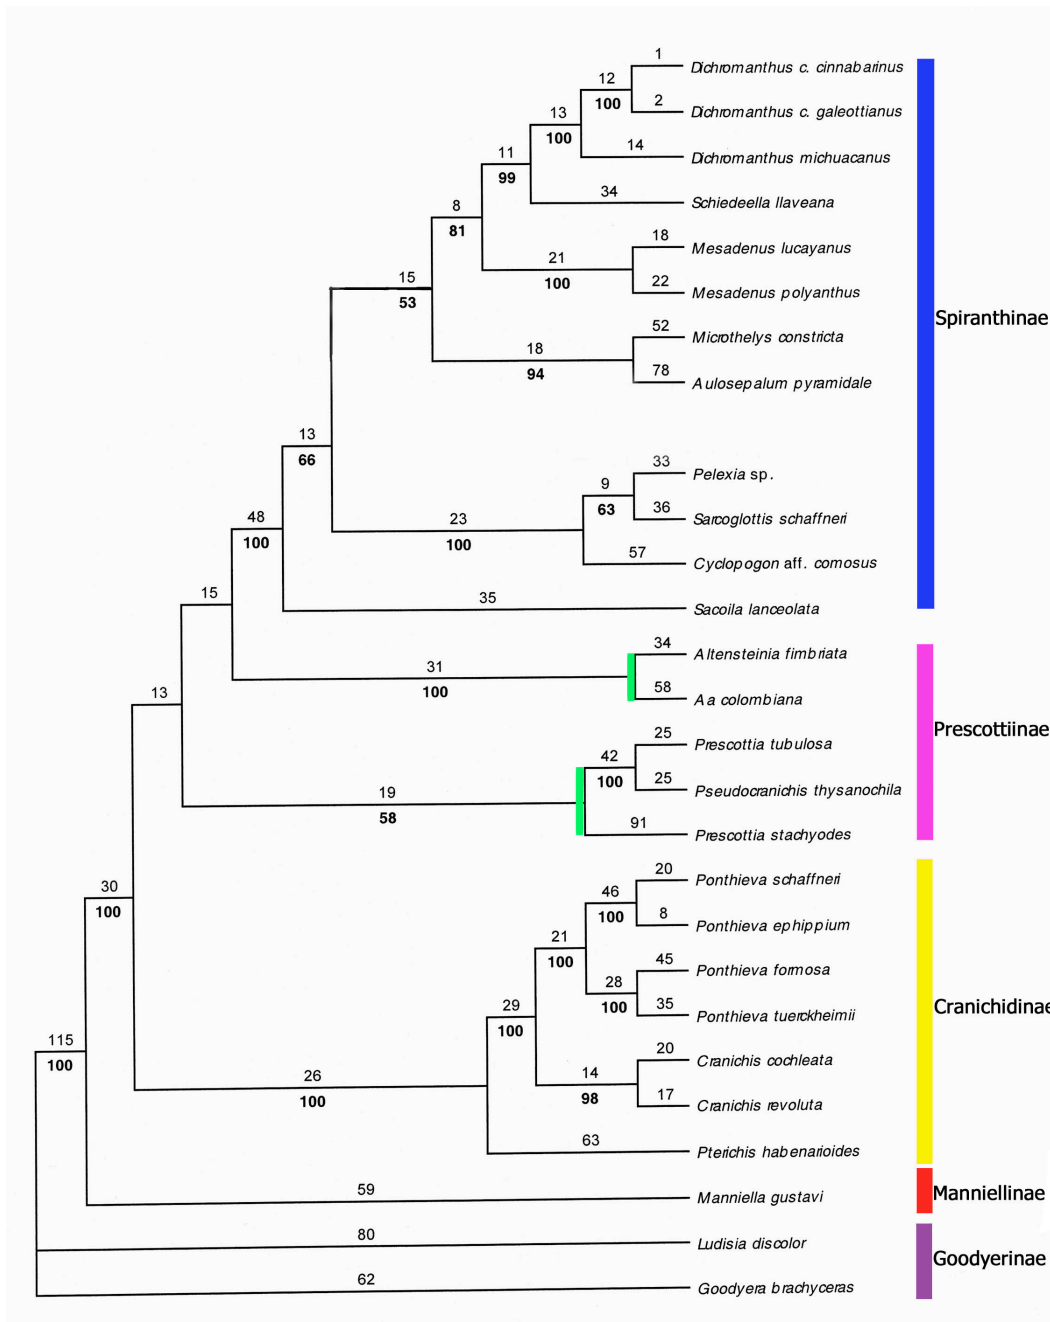 1
Dichromanthus c. cinnabarinus
12
100
2
Dichromanthus c. galeottianus
13
100
14
Dichromanthus michuacanus
11
99
34
Schiedeella llaveana
8
81
18
Mesadenus lucayanus
21
100
22
Mesadenus polyanthus
15
53
52
Microthelys constricta
18
94
78
Aulosepalum pyramidale
Spiranthinae
13
66
33
Pelexia sp.
9
63
36
Sarcoglottis schaffneri
23
100
57
Cyclopogon aff. comosus
48
100
35
Sacoila lanceolata
15
34
Altensteinia fimbriata
31
100
58
Aa colombiana
13
25
Prescottia tubulosa
42
100
25
Pseudocranichis thysanochila
19
58
91
Prescottia stachyodes
Prescottiinae
30
100
20
Ponthieva schaffneri
46
100
8
Ponthieva ephippium
21
100
45
Ponthieva formosa
28
100
35
Ponthieva tuerckheimii
29
100
20
Cranichis cochleata
14
98
17
Cranichis revoluta
26
100
63
Pterichis habenarioides
Cranichidinae
115
100
59
Manniella gustavi
Manniellinae
80
Ludisia discolor
62
Goodyera brachyceras
Goodyerinae